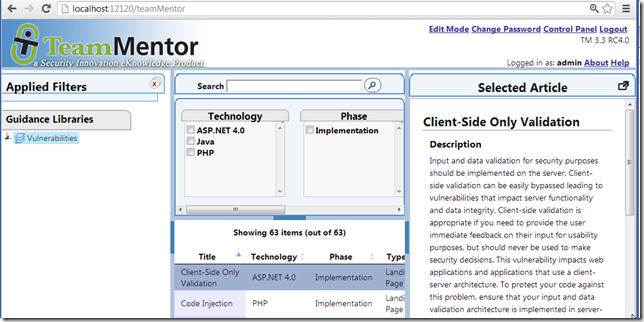 localhost:12120/teamMentor
Edit Mode Change Password Control Panel Logout
TM 3.3 RC4.0
TeamMentor
a Security Innovation eKnowledge Product
Logged in as: admin About Help
Applied Filters
Guidance Libraries
Vulnerabilities
Search
Technology
ASP.NET 4.0
Java
PHP
Phase
Implementation
Showing 63 items (out of 63)
Title Technology Phase Type
Client-Side Only Validation ASP.NET 4.0 Implementation Landi Page
Code Injection PHP Implementation Landi Page
Selected Article
Client-Side Only Validation
Description
Input and data validation for security purposes
should be implemented on the server. Client-
side validation can be easily bypassed leading to
vulnerabilities that impact server functionality
and data integrity. Client-side validation is
appropriate if you need to provide the user
immediate feedback on their input for usability
purposes, but should never be used to make
security decisions. This vulnerability impacts web
applications and applications that use a client-
server architecture. To protect your code against
this problem, ensure that your input and data
validation architecture is implemented in server-